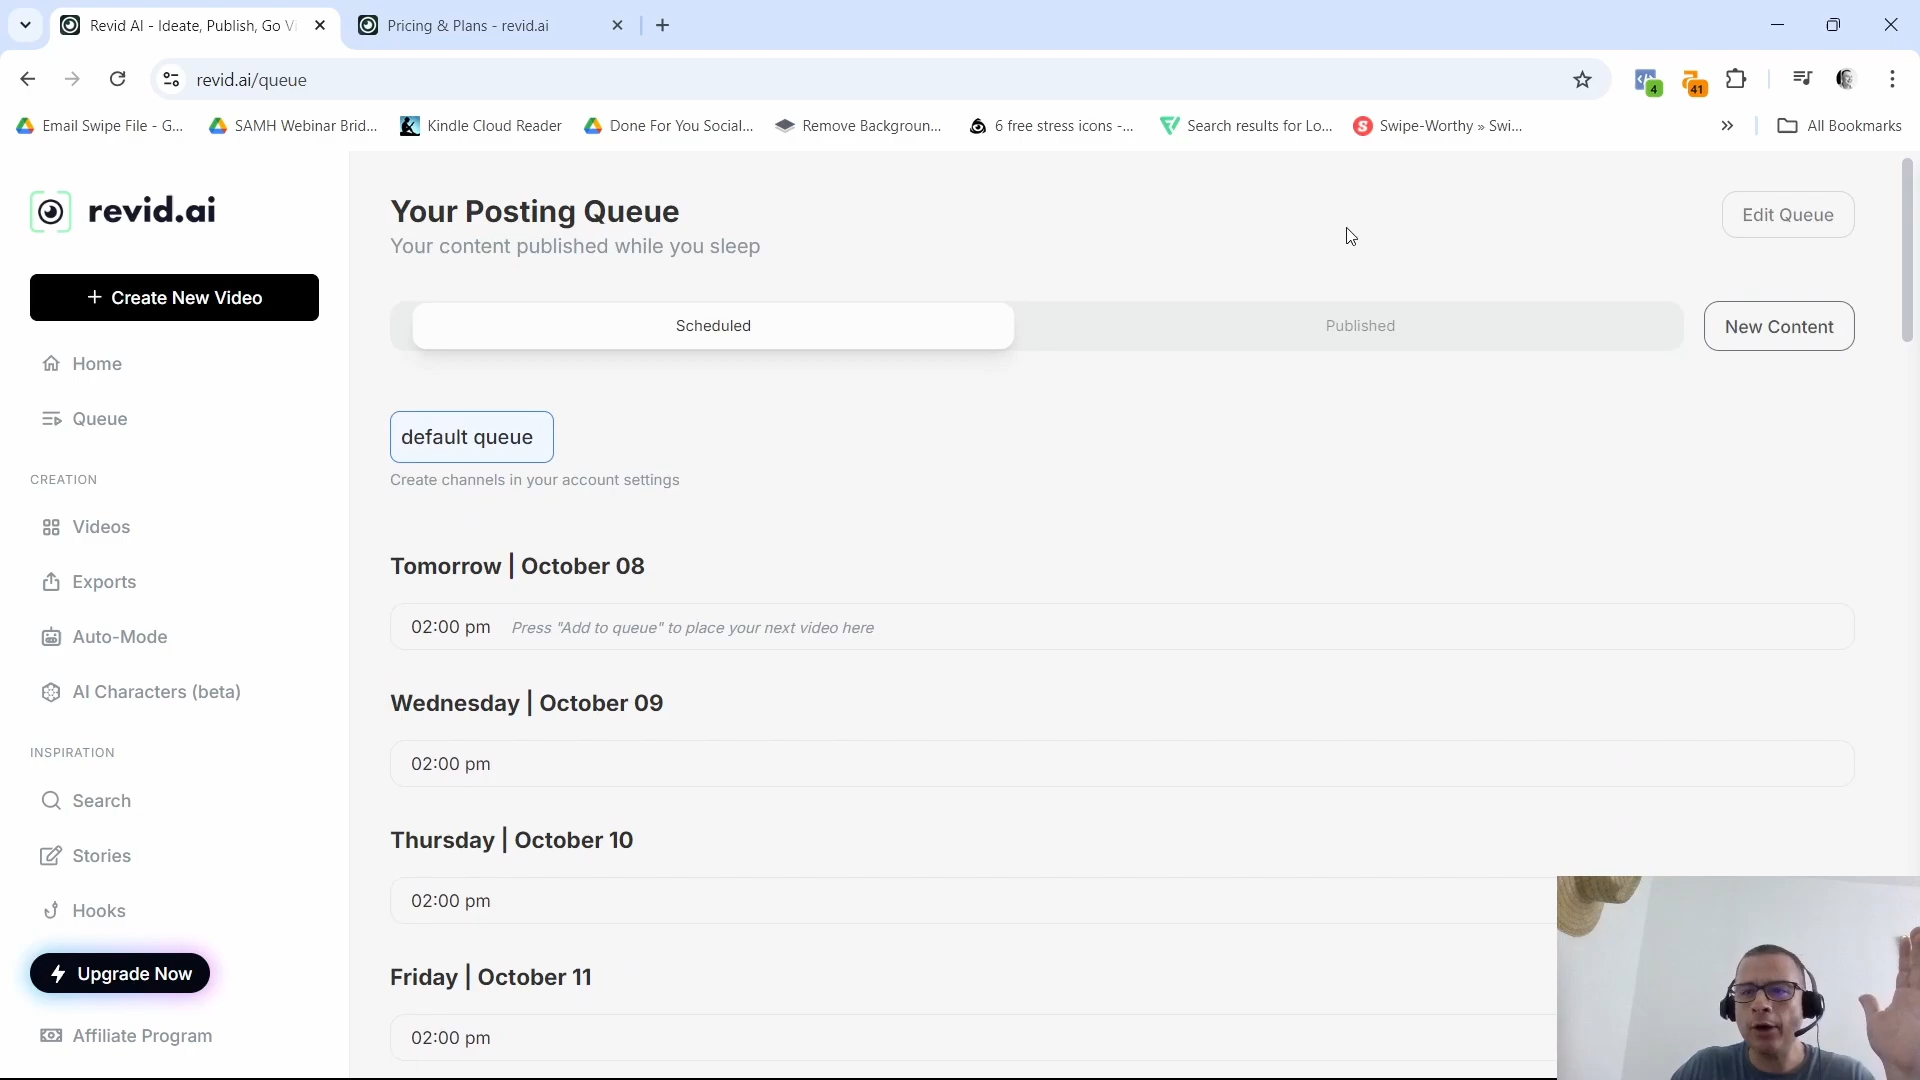 Revid AI - Ideate, Publish, Go Vi
Pricing & Plans - revid.ai
revid.ai/queue
4
41
Email Swipe File - G...
SAMH Webinar Brid...
Kindle Cloud Reader
Done For You Social...
Remove Backgroun...
6 free stress icons -...
Search results for Lo...
S
Swipe-Worthy » Swi...
All Bookmarks
revid.ai
Your Posting Queue
Edit Queue
Your content published while you sleep
+ Create New Video
Scheduled
Published
New Content
Home
Queue
default queue
Create channels in your account settings
CREATION
Videos
Tomorrow | October 08
Exports
02:00 pm
Press "Add to queue" to place your next video here
Auto-Mode
AI Characters (beta)
Wednesday | October 09
INSPIRATION
02:00 pm
Search
Stories
Thursday | October 10
Hooks
02:00 pm
Upgrade Now
Friday | October 11
Affiliate Program
02:00 pm